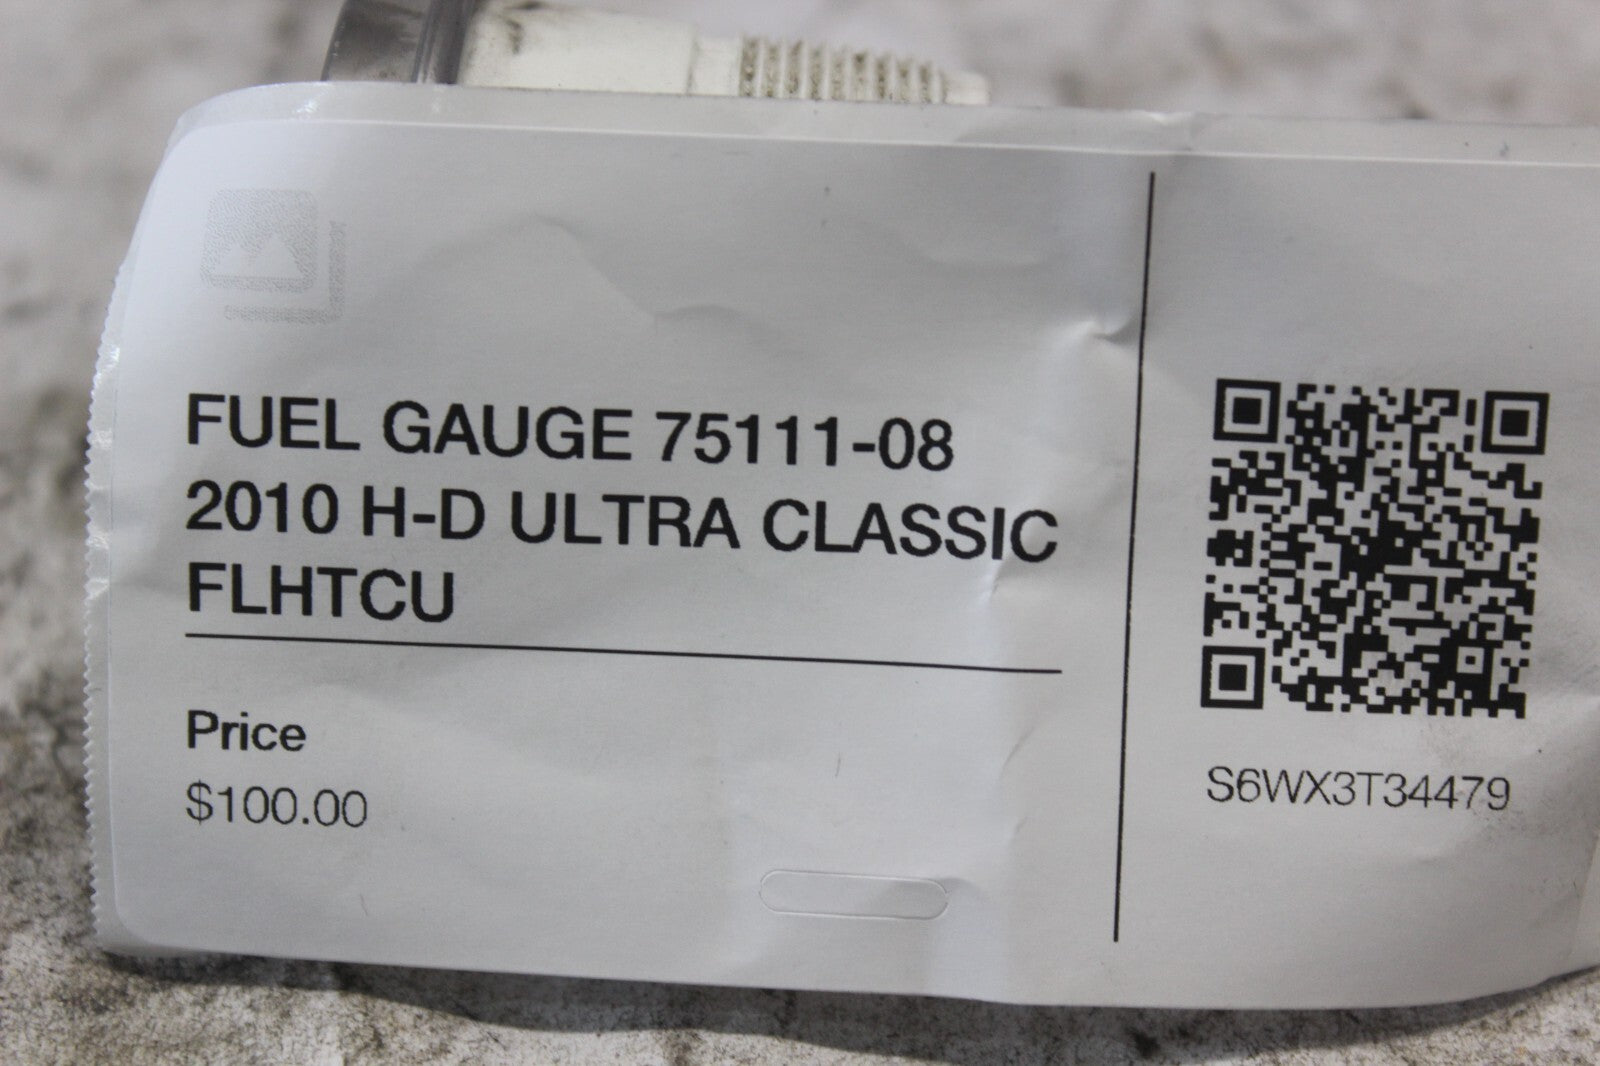 FUEL GAUGE 75111-08
2010 H-D ULTRA CLASSIC
FLHTCU
Price
$100.00
S6WX3T34479